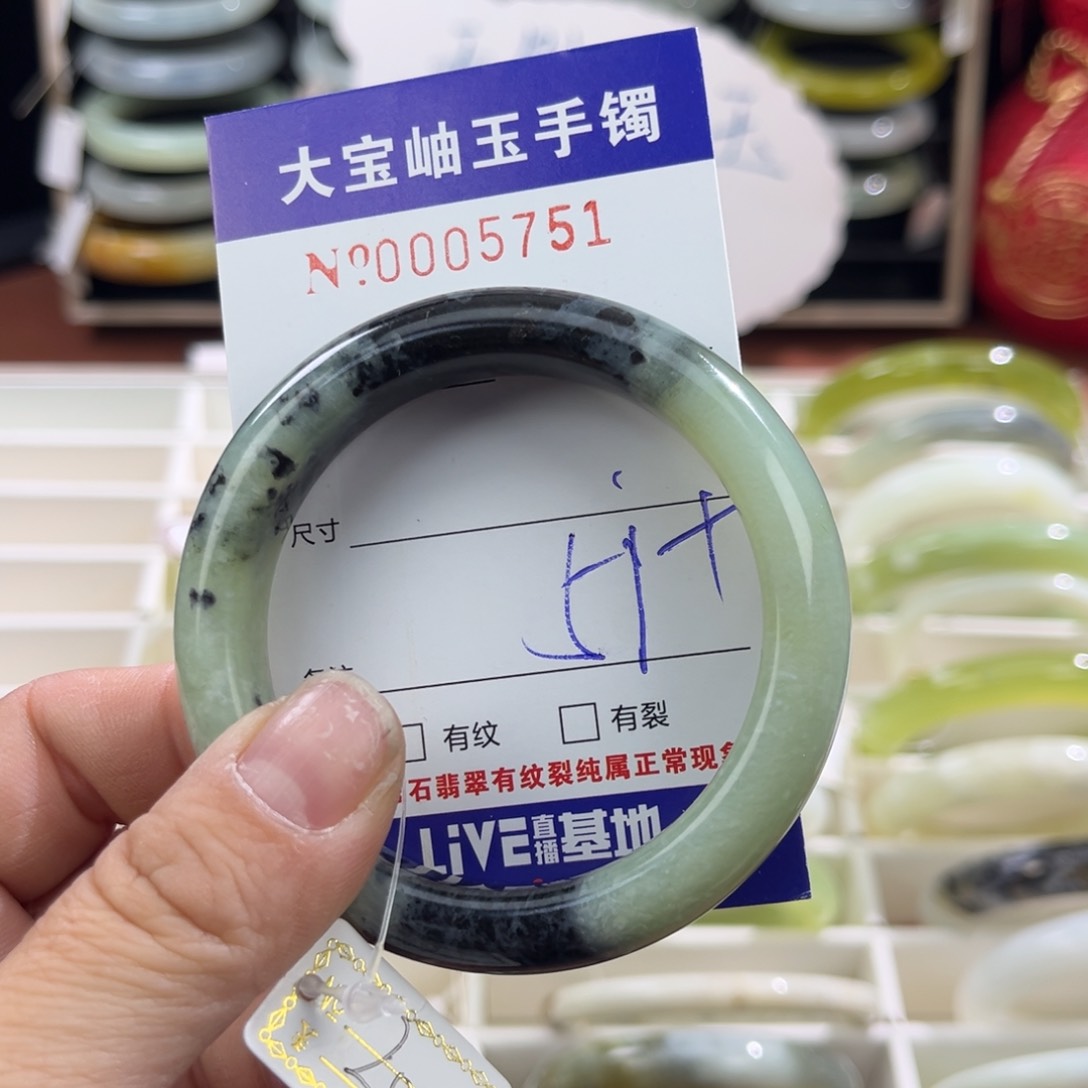 大宝岫玉手镯
Nº0005751
尺寸
有纹
有裂
石翡翠有纹裂纯属正常现
LiVE直播基地